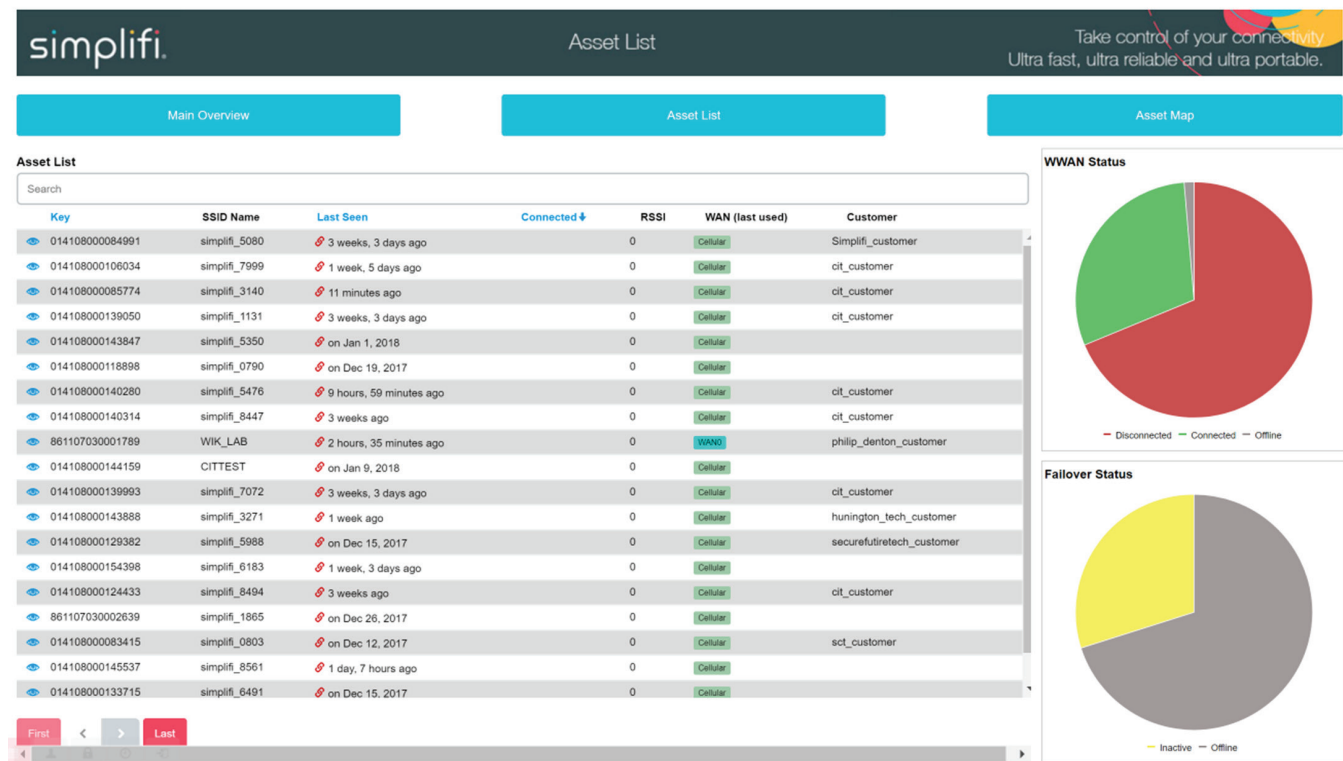 simplifi.
Asset List
Take control of your connectivity
Ultra fast, ultra reliable and ultra portable.
Main Overview
Asset List
Asset Map
Asset List
Search
Key SSID Name Last Seen Connected RSSI WAN (last used) Customer
014108000084991 simplifi_5080 3 weeks, 3 days ago 0 Cellular Simplifi_customer
014108000106034 simplifi_7999 1 week, 5 days ago 0 Cellular cit_customer
014108000085774 simplifi_3140 11 minutes ago 0 Cellular cit_customer
014108000139050 simplifi_1131 3 weeks, 3 days ago 0 Cellular cit_customer
014108000143847 simplifi_5350 on Jan 1, 2018 0 Cellular
014108000118898 simplifi_0790 on Dec 19, 2017 0 Cellular
014108000140280 simplifi_5476 9 hours, 59 minutes ago 0 Cellular cit_customer
014108000140314 simplifi_8447 3 weeks ago 0 Cellular cit_customer
861107030001789 WIK_LAB 2 hours, 35 minutes ago 0 WAN0 philip_denton_customer
014108000144159 CITTEST on Jan 9, 2018 0 Cellular
014108000139993 simplifi_7072 3 weeks, 3 days ago 0 Cellular cit_customer
014108000143888 simplifi_3271 1 week ago 0 Cellular hunington_tech_customer
014108000129382 simplifi_5988 on Dec 15, 2017 0 Cellular securefutiretech_customer
014108000154398 simplifi_6183 1 week, 3 days ago 0 Cellular
014108000124433 simplifi_8494 3 weeks ago 0 Cellular cit_customer
861107030002639 simplifi_1865 on Dec 26, 2017 0 Cellular
014108000083415 simplifi_0803 on Dec 12, 2017 0 Cellular sct_customer
014108000145537 simplifi_8561 1 day, 7 hours ago 0 Cellular
014108000133715 simplifi_6491 on Dec 15, 2017 0 Cellular
First < > Last
WWAN Status
Disconnected Connected Offline
Failover Status
Inactive Offline